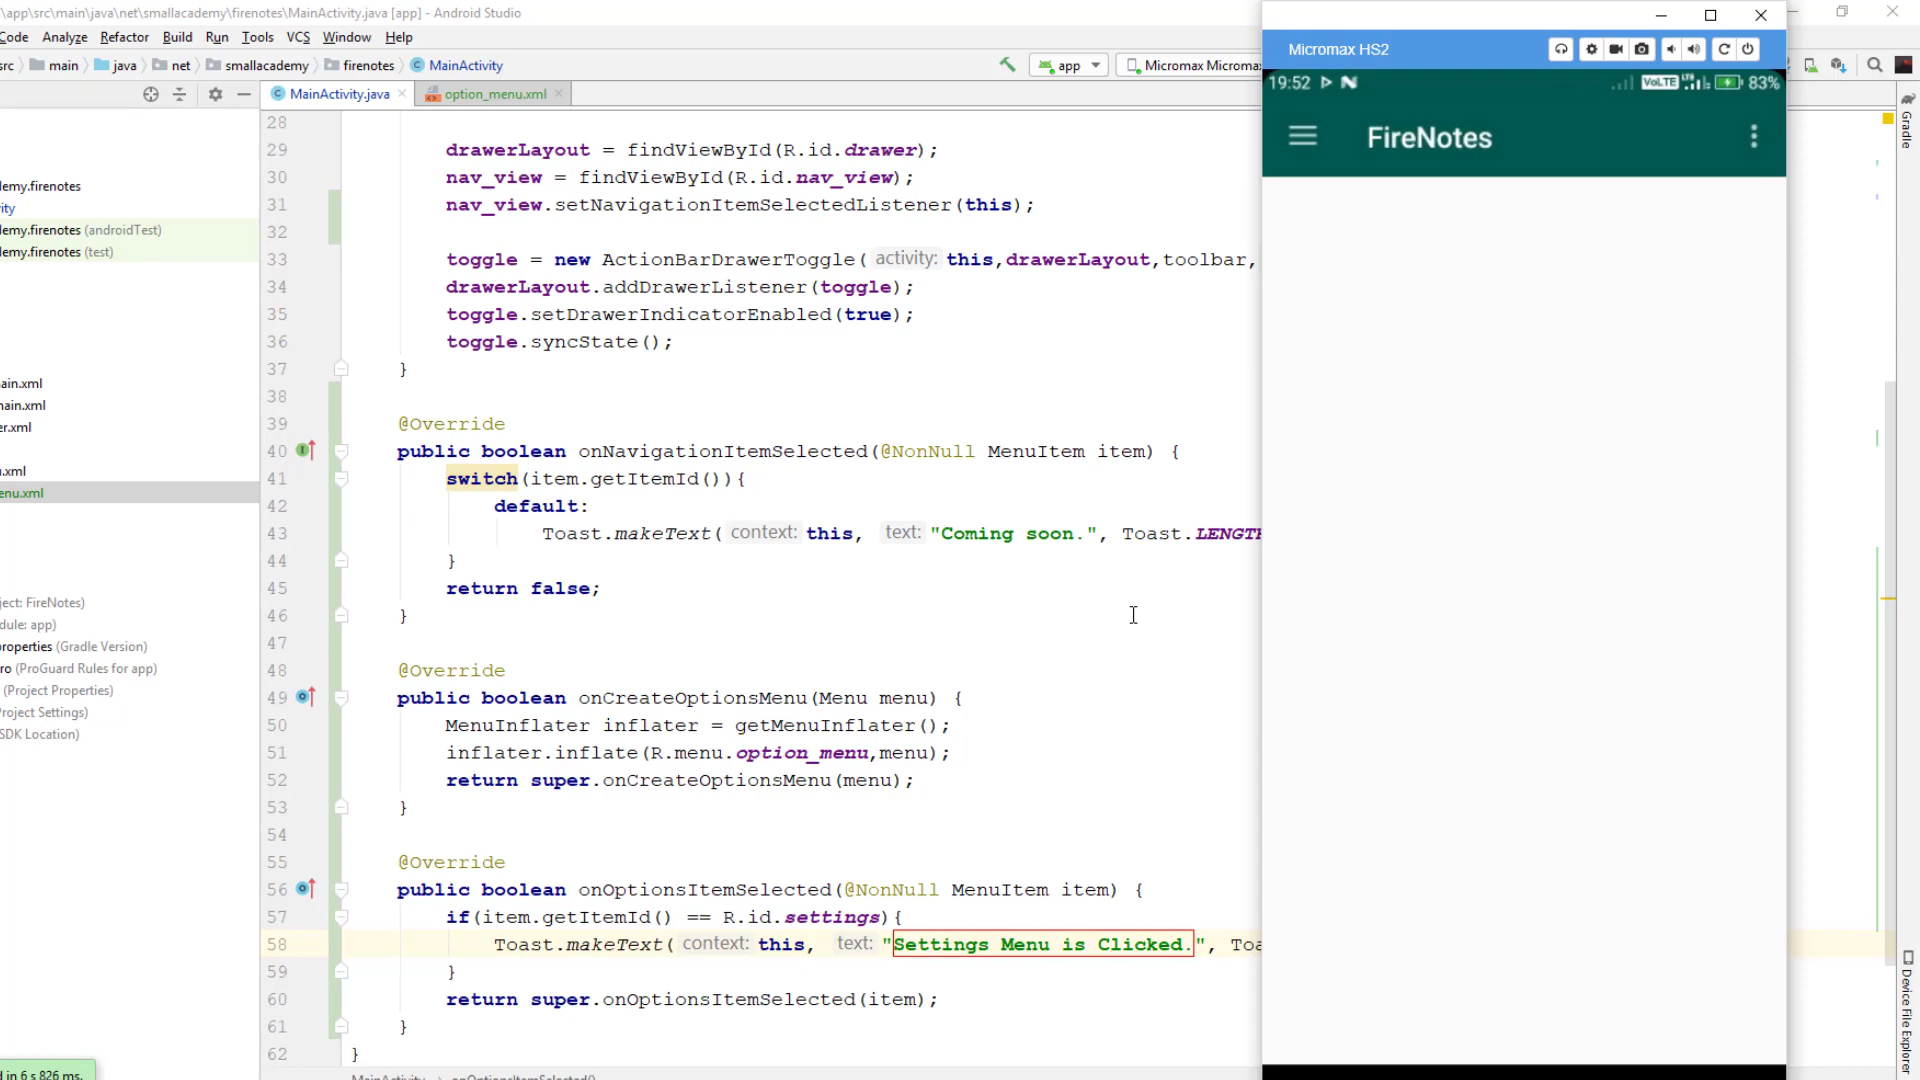 \app\src\main\java\net\smallacademy\firenotes\MainActivity.java [app] - Android Studio
Code Analyze Refactor Build Run Tools VCS Window Help
src main java net smallacademy firenotes MainActivity
app Micromax Microma
MainActivity.java option_menu.xml
demy.firenotes
vity
demy.firenotes (androidTest)
demy.firenotes (test)
ain.xml
nain.xml
er.xml
u.xml
enu.xml
ject: FireNotes)
dule: app)
properties (Gradle Version)
ro (ProGuard Rules for app)
(Project Properties)
roject Settings)
SDK Location)
d in 6 s 826 ms.
28
29 drawerLayout = findViewById(R.id.drawer);
30 nav_view = findViewById(R.id.nav_view);
31 nav_view.setNavigationItemSelectedListener(this);
32
33 toggle = new ActionBarDrawerToggle( activity: this,drawerLayout,toolbar,
34 drawerLayout.addDrawerListener(toggle);
35 toggle.setDrawerIndicatorEnabled(true);
36 toggle.syncState();
37 }
38
39 @Override
40 public boolean onNavigationItemSelected(@NonNull MenuItem item) {
41 switch(item.getItemId()){
42 default:
43 Toast.makeText( context: this, text: "Coming soon.", Toast.LENGTH
44 }
45 return false;
46 }
47
48 @Override
49 public boolean onCreateOptionsMenu(Menu menu) {
50 MenuInflater inflater = getMenuInflater();
51 inflater.inflate(R.menu.option_menu,menu);
52 return super.onCreateOptionsMenu(menu);
53 }
54
55 @Override
56 public boolean onOptionsItemSelected(@NonNull MenuItem item) {
57 if(item.getItemId() == R.id.settings){
58 Toast.makeText( context: this, text: "Settings Menu is Clicked.", Toa
59 }
60 return super.onOptionsItemSelected(item);
61 }
62 }
Micromax HS2
19:52 VoLTE LTE 83%
FireNotes
Gradle
Device File Explorer